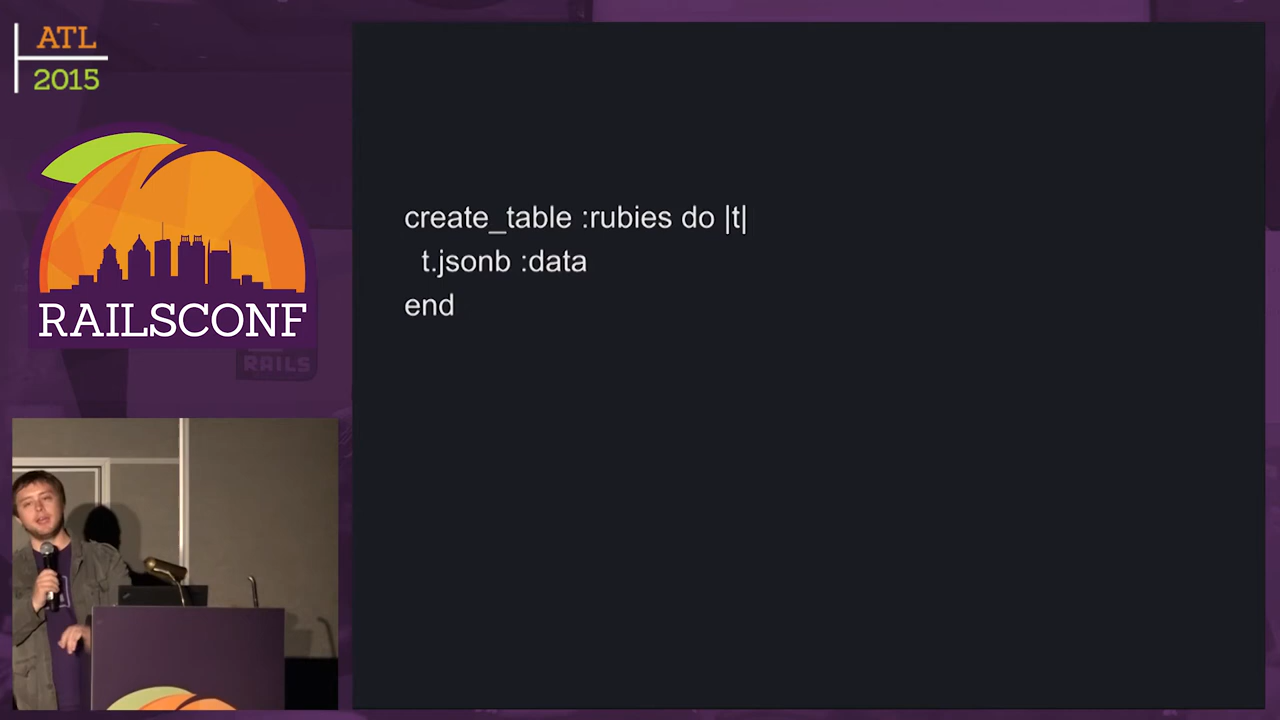 ATL
2015
RAILSCONF
RAILS
create_table :rubies do |t|
  t.jsonb :data
end